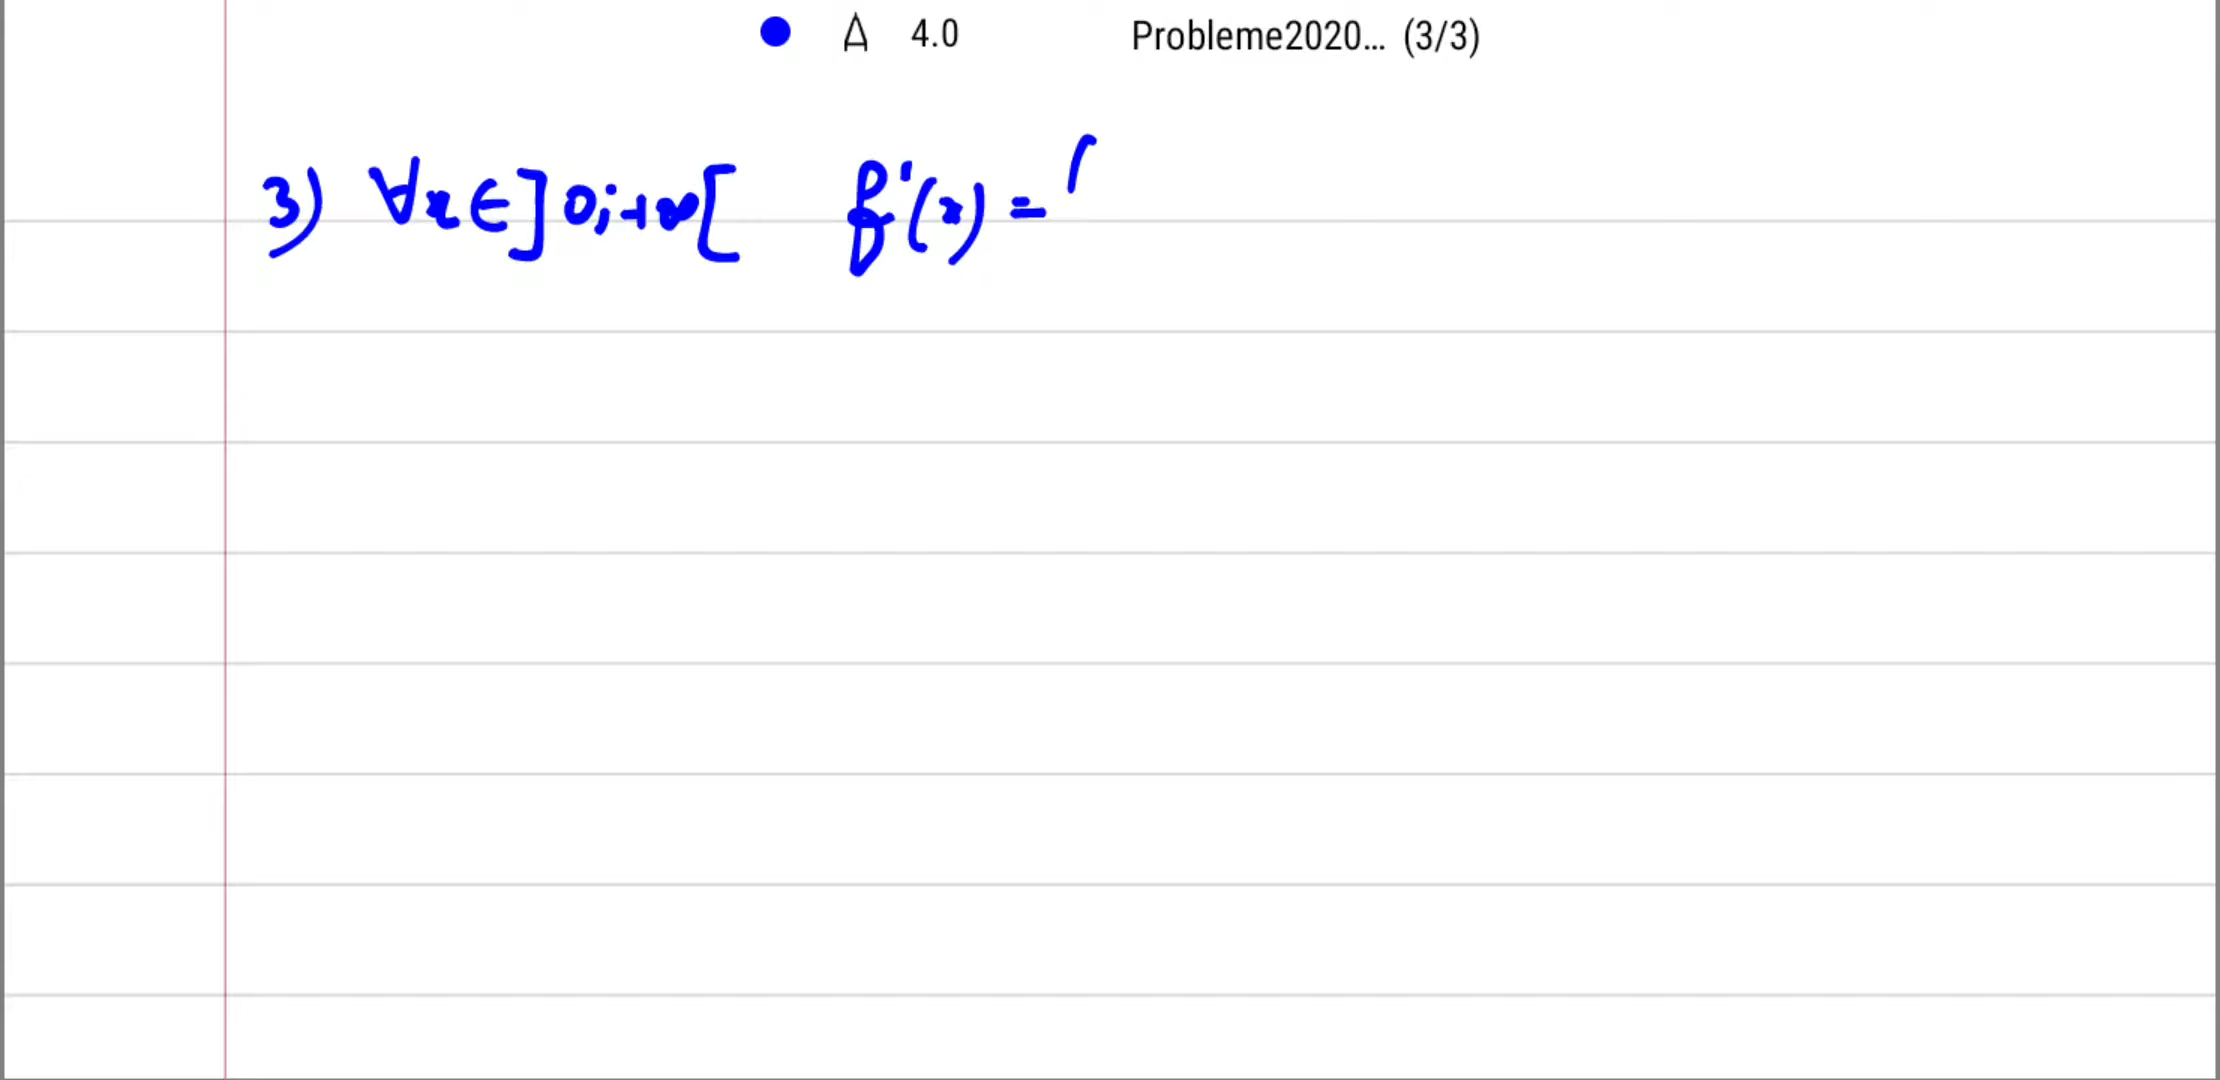 Δ 4.0 Probleme2020... (3/3)
3) ∀x∈]0;+∞[ f'(x) = (